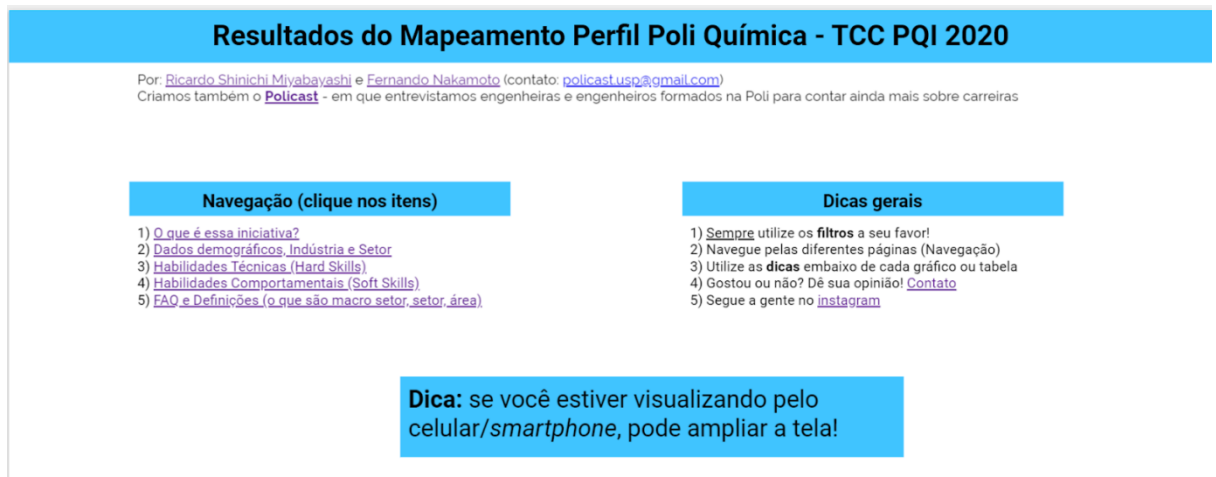 Resultados do Mapeamento Perfil Poli Química - TCC PQI 2020
Por: Ricardo Shinichi Miyabayashi e Fernando Nakamoto (contato: policast.usp@gmail.com)
Criamos também o Policast - em que entrevistamos engenheiras e engenheiros formados na Poli para contar ainda mais sobre carreiras
Navegação (clique nos itens)
1) O que é essa iniciativa?
2) Dados demográficos, Indústria e Setor
3) Habilidades Técnicas (Hard Skills)
4) Habilidades Comportamentais (Soft Skills)
5) FAQ e Definições (o que são macro setor, setor, área)
Dicas gerais
1) Sempre utilize os filtros a seu favor!
2) Navegue pelas diferentes páginas (Navegação)
3) Utilize as dicas embaixo de cada gráfico ou tabela
4) Gostou ou não? Dê sua opinião! Contato
5) Segue a gente no instagram
Dica: se você estiver visualizando pelo
celular/smartphone, pode ampliar a tela!